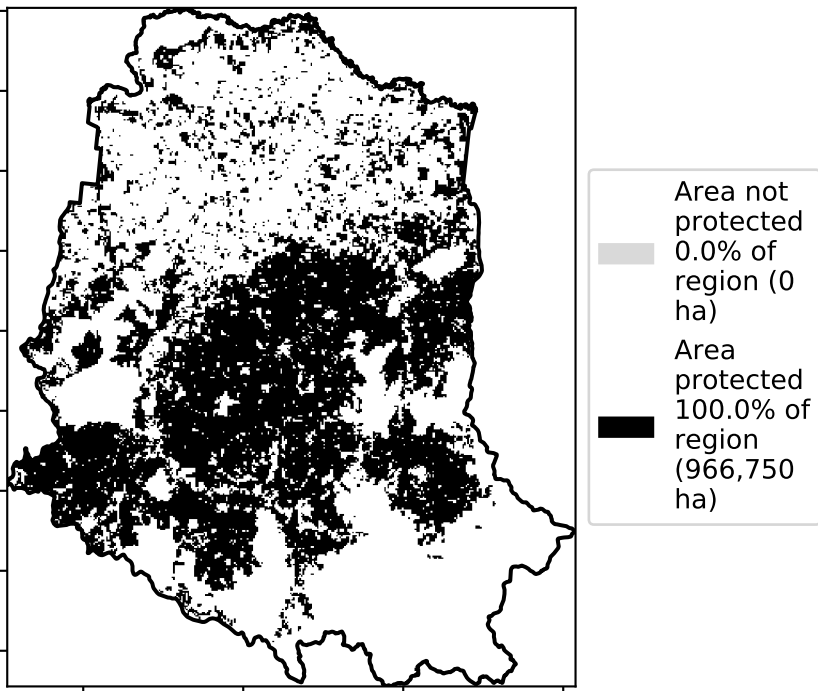 Area not
protected
0.0% of
region (0
ha)
Area
protected
100.0% of
region
(966,750
ha)